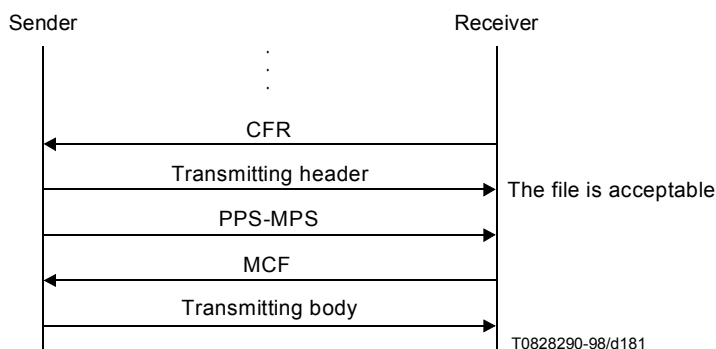 Sender
Receiver
.
.
.
CFR
Transmitting header
The file is acceptable
PPS-MPS
MCF
Transmitting body
T0828290-98/d181